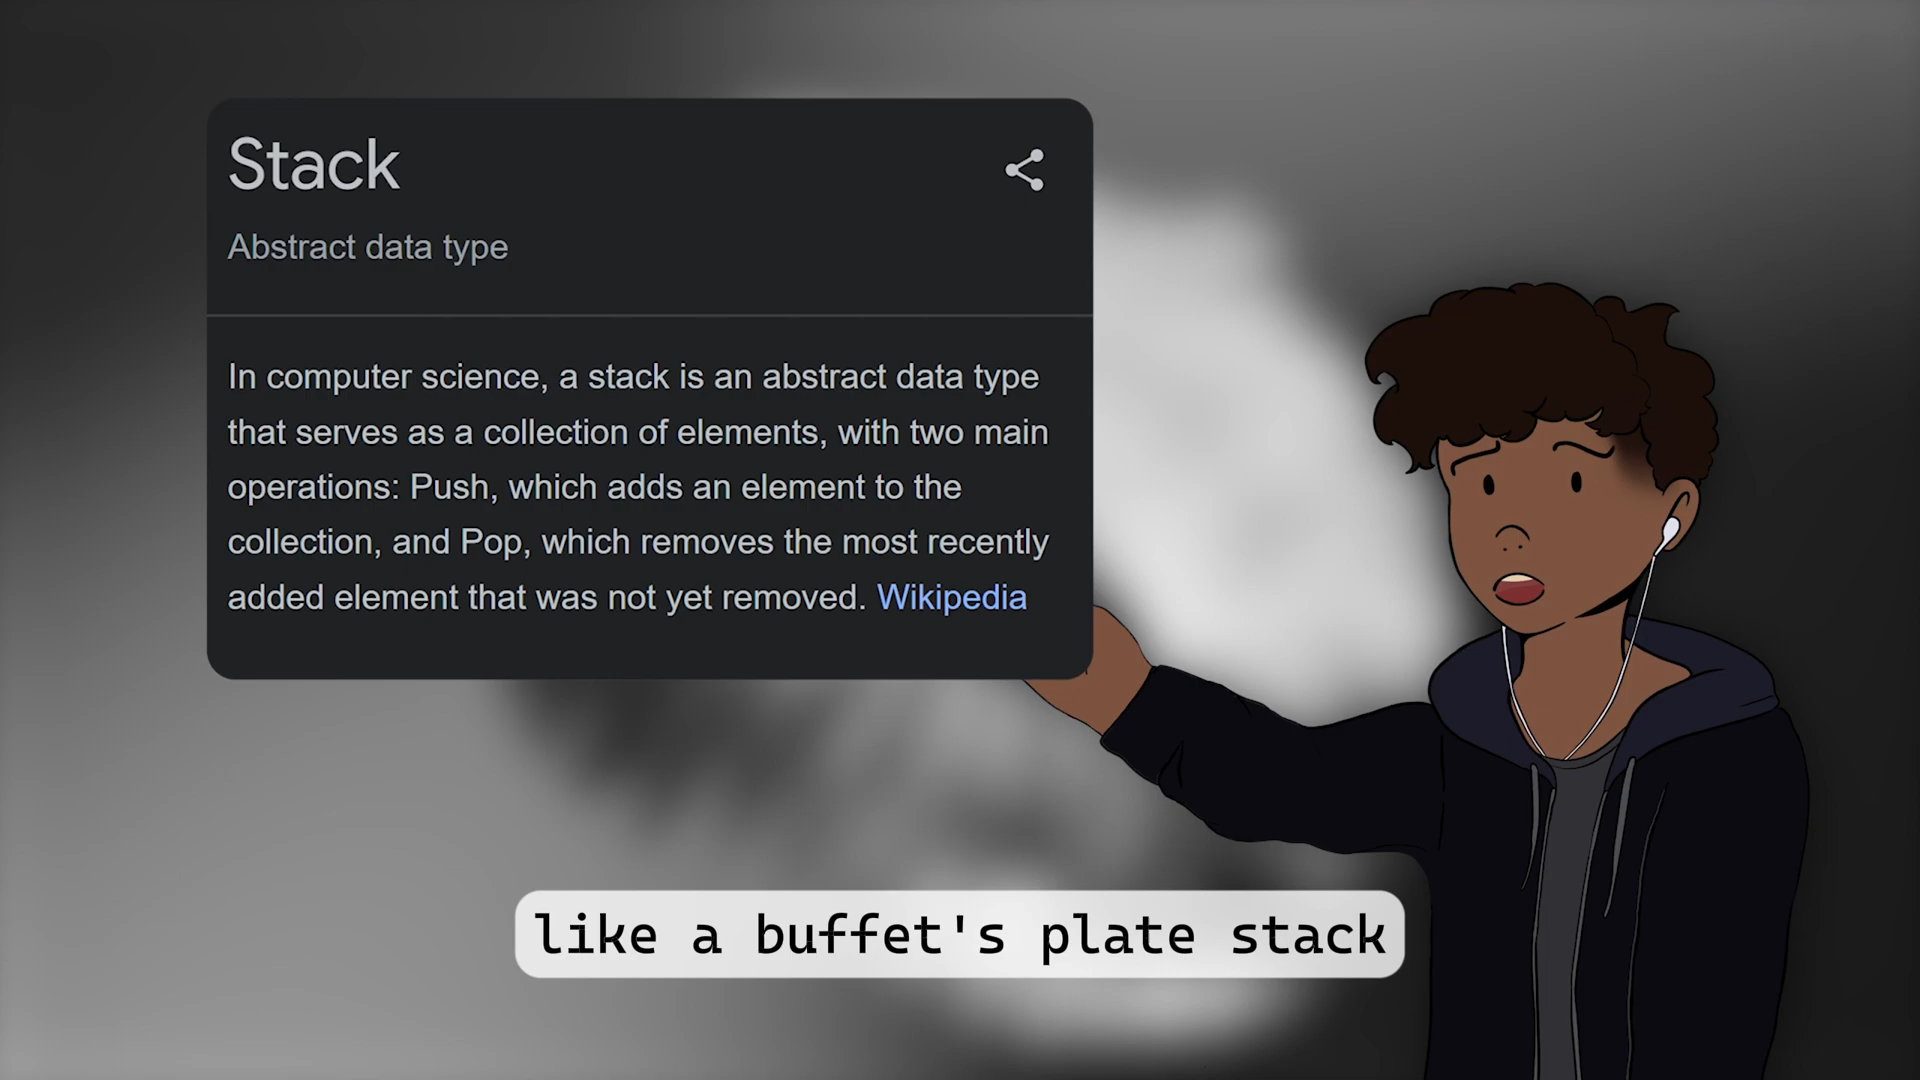 Stack
Abstract data type
In computer science, a stack is an abstract data type
that serves as a collection of elements, with two main
operations: Push, which adds an element to the
collection, and Pop, which removes the most recently
added element that was not yet removed. Wikipedia
like a buffet's plate stack